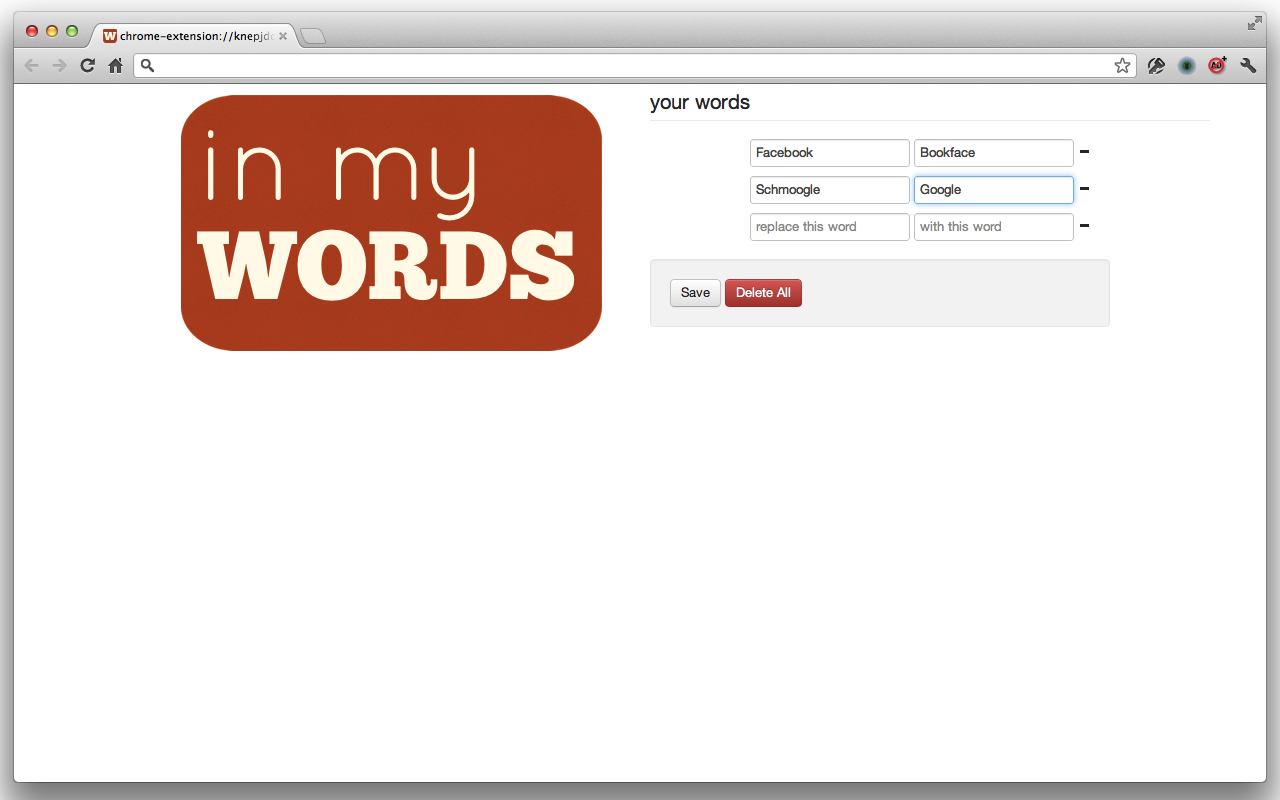 chrome-extension://knepjdc
in my
WORDS
your words
Facebook Bookface
Schmoogle Google
replace this word with this word
Save Delete All